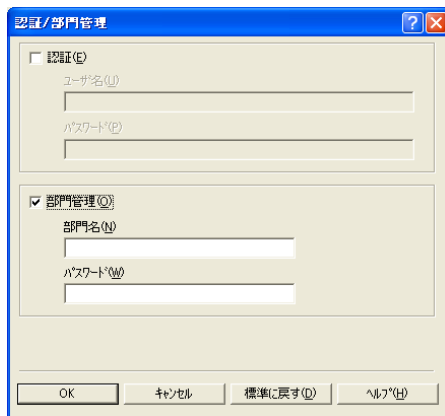 認証/部門管理
認証(E)
ユーザ名(U)
パスワード(P)
部門管理(O)
部門名(N)
パスワード(W)
OK キャンセル 標準に戻す(D) ヘルプ(H)